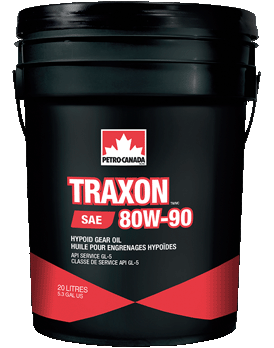 PETRO-CANADA
TRAXON
SAE 80W-90
HYPOID GEAR OIL
HUILE POUR ENGRENAGES HYPOÏDES
API SERVICE GL-5
CLASSE DE SERVICE API GL-5
20 LITRES
5.3 GAL US